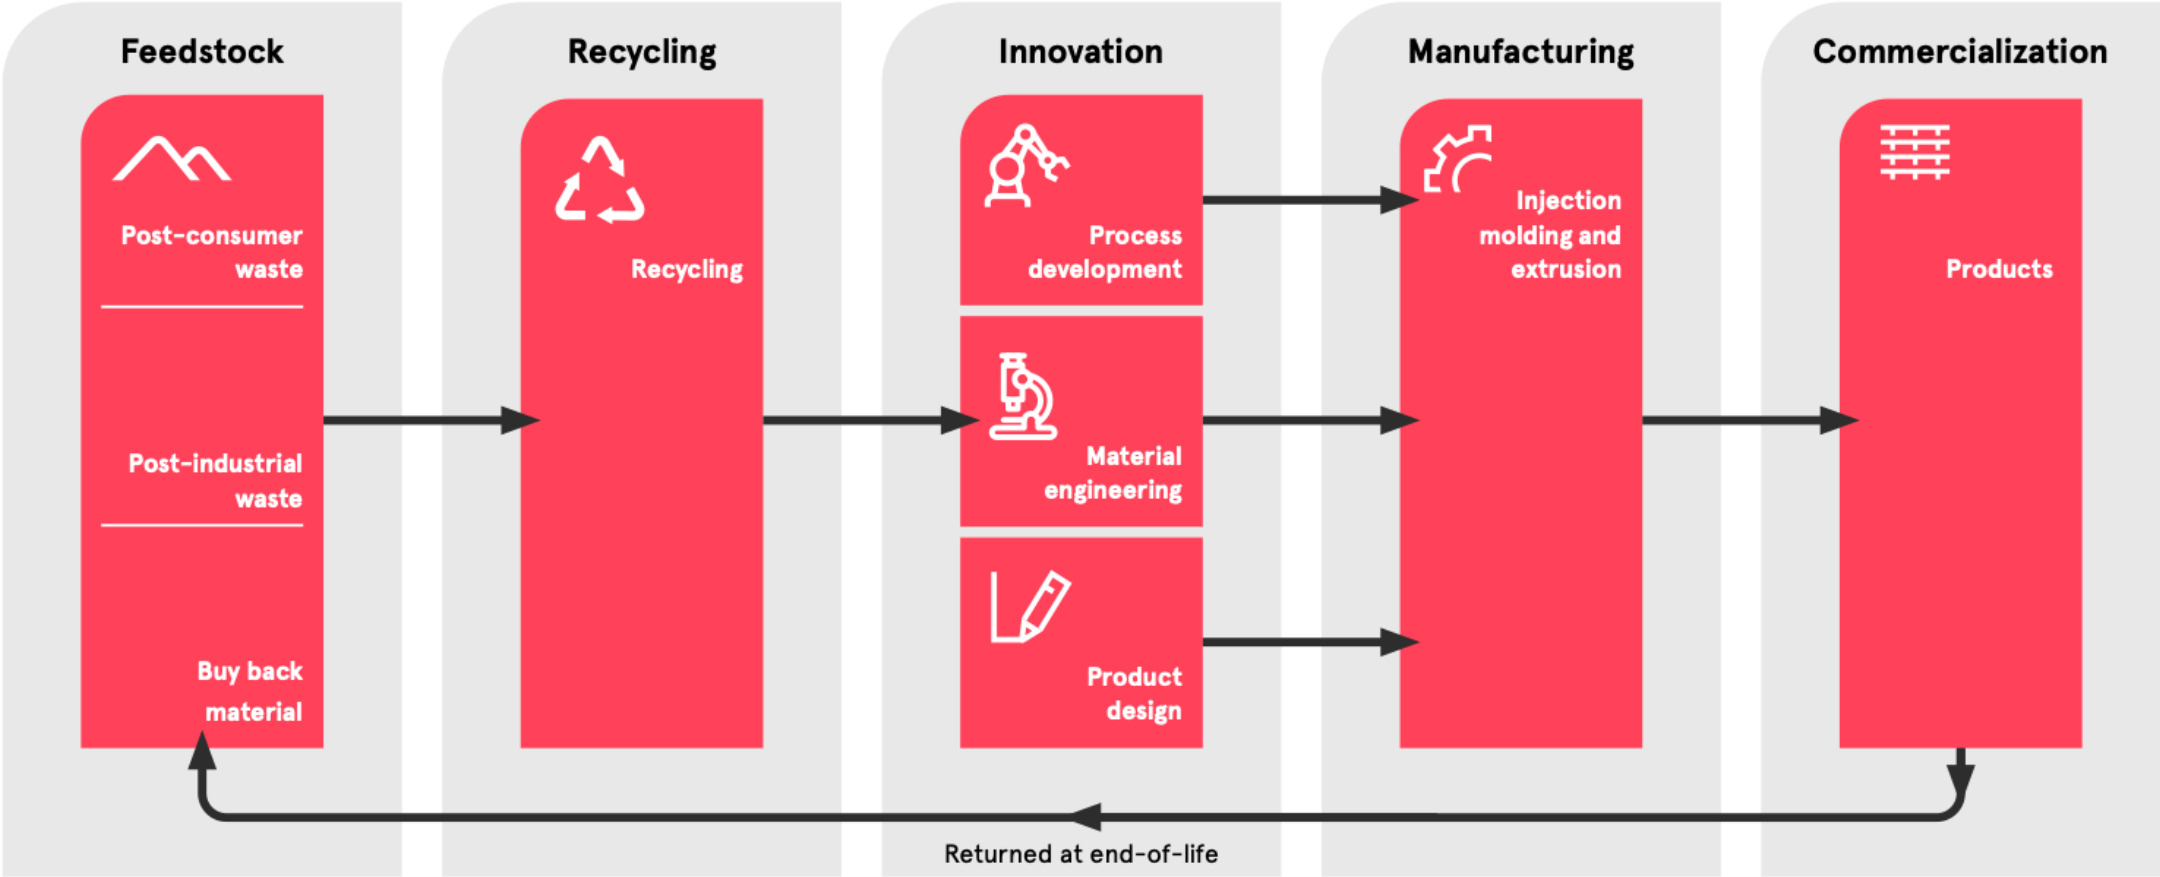 Feedstock
Post-consumer
waste
Post-industrial
waste
Buy back
material
Recycling
Recycling
Innovation
Process
development
Material
engineering
Product
design
Manufacturing
Injection
molding and
extrusion
Commercialization
Products
Returned at end-of-life